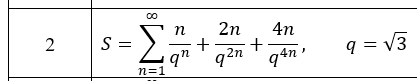 2 S = ∑_{n=1}^{∞} n/q^n + 2n/q^{2n} + 4n/q^{4n}, q = √3